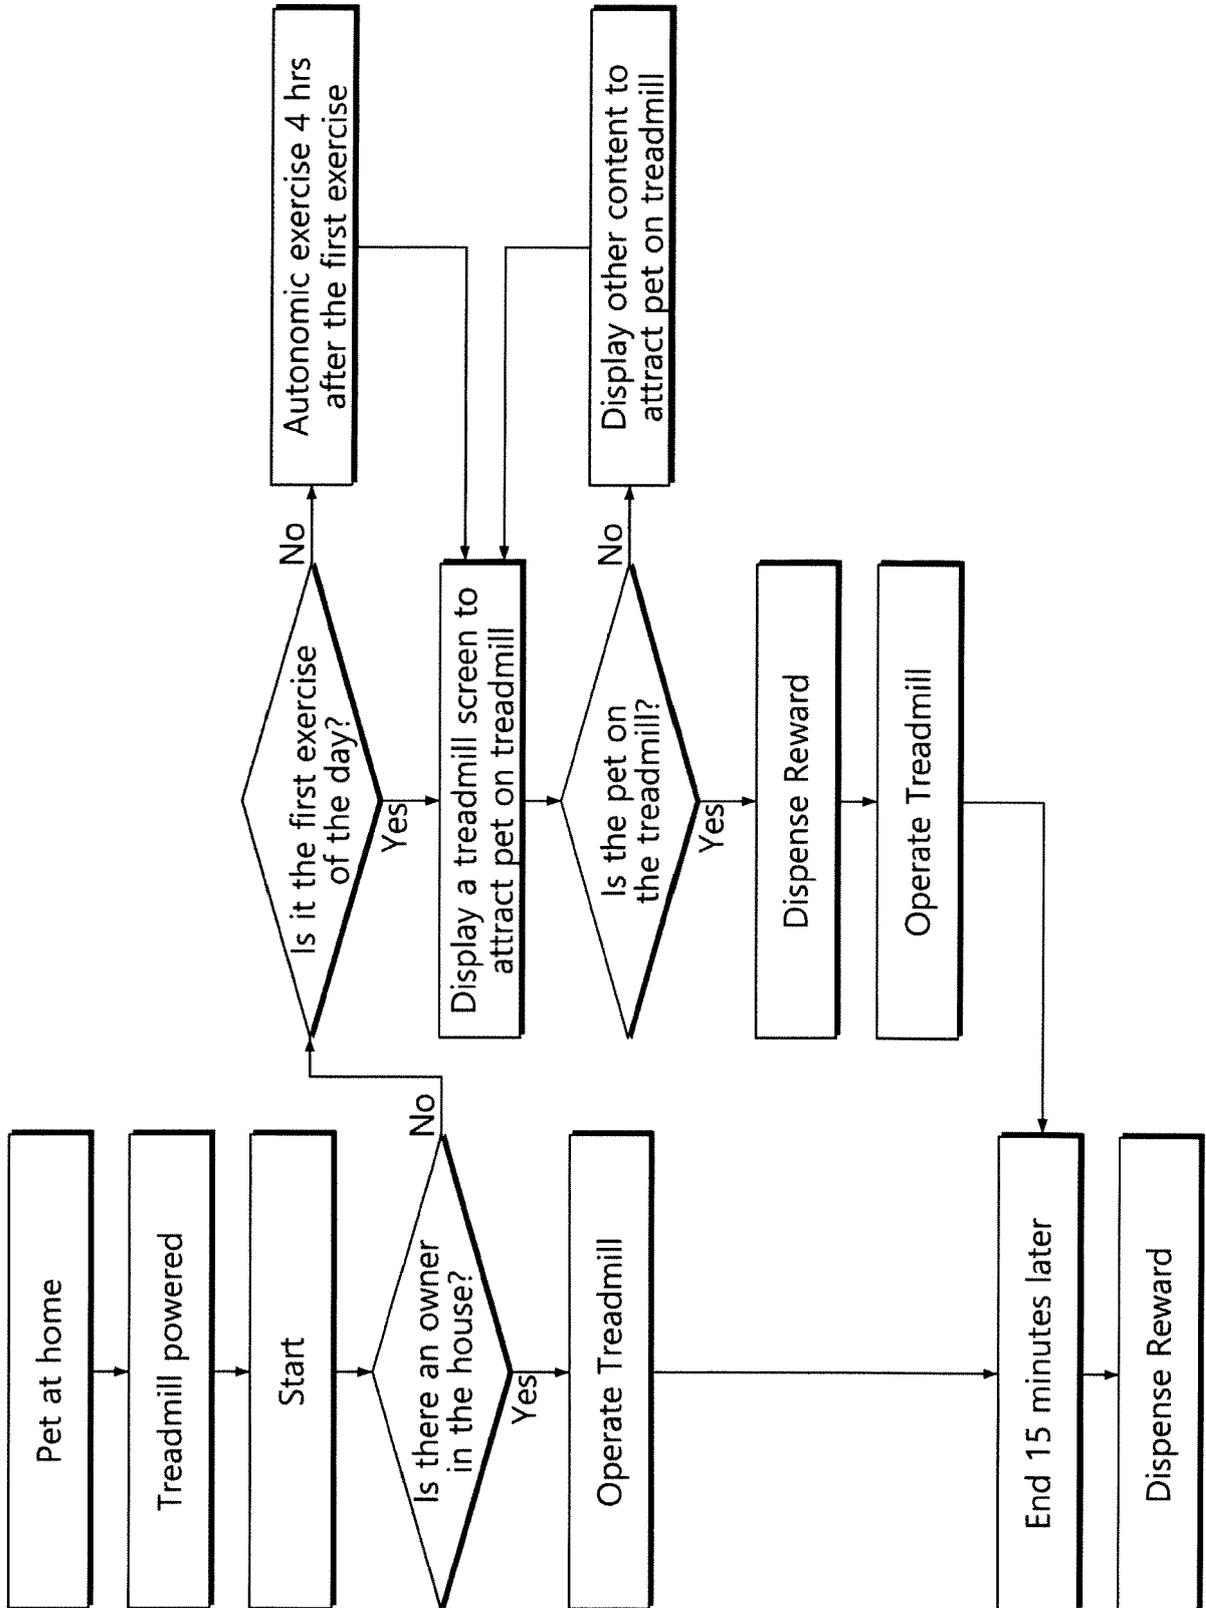 Pet at home
Treadmill powered
Start
Is there an owner
in the house?
No
Yes
Operate Treadmill
End 15 minutes later
Dispense Reward
Is it the first exercise
of the day?
No
Yes
Autonomic exercise 4 hrs
after the first exercise
Display a treadmill screen to
attract pet on treadmill
Is the pet on
the treadmill?
No
Yes
Display other content to
attract pet on treadmill
Dispense Reward
Operate Treadmill